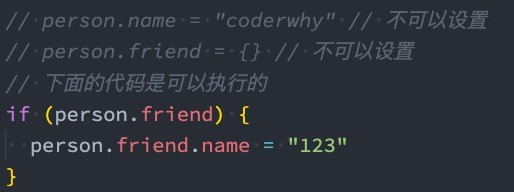 // person.name = "coderwhy" // 不可以设置
// person.friend = {} // 不可以设置
// 下面的代码是可以执行的
if (person.friend) {
  person.friend.name = "123"
}